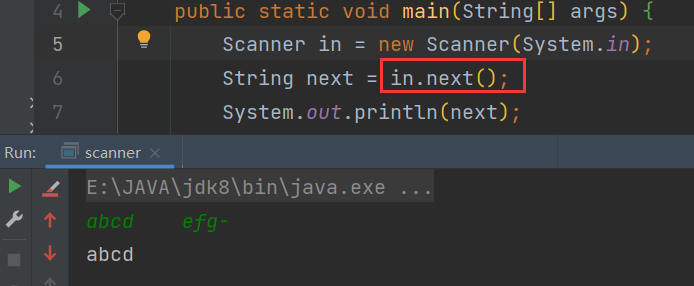 4 public static void main(String[] args) {
5 Scanner in = new Scanner(System.in);
6 String next = in.next();
7 System.out.println(next);
Run: scanner ×
E:\JAVA\jdk8\bin\java.exe ...
abcd efg-
abcd